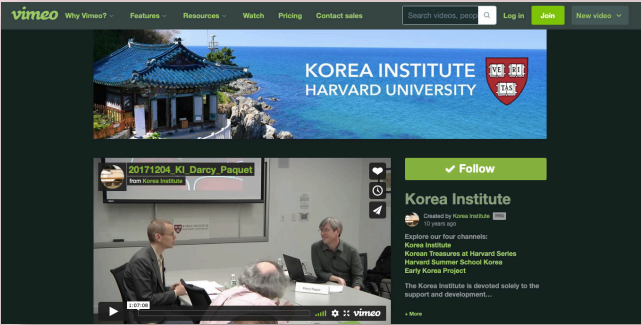 vimeo Why Vimeo? Features Resources Watch Pricing Contact sales Search videos, peop Log in Join New video
KOREA INSTITUTE
HARVARD UNIVERSITY
VE RI
TAS
20171204_KI_Darcy_Paquet
from Korea Institute
Follow
Korea Institute
Created by Korea Institute PRO
10 years ago
Explore our four channels:
Korea Institute
Korean Treasures at Harvard Series
Harvard Summer School Korea
Early Korea Project
The Korea Institute is devoted solely to the
support and development...
+ More
1:07:08
vimeo